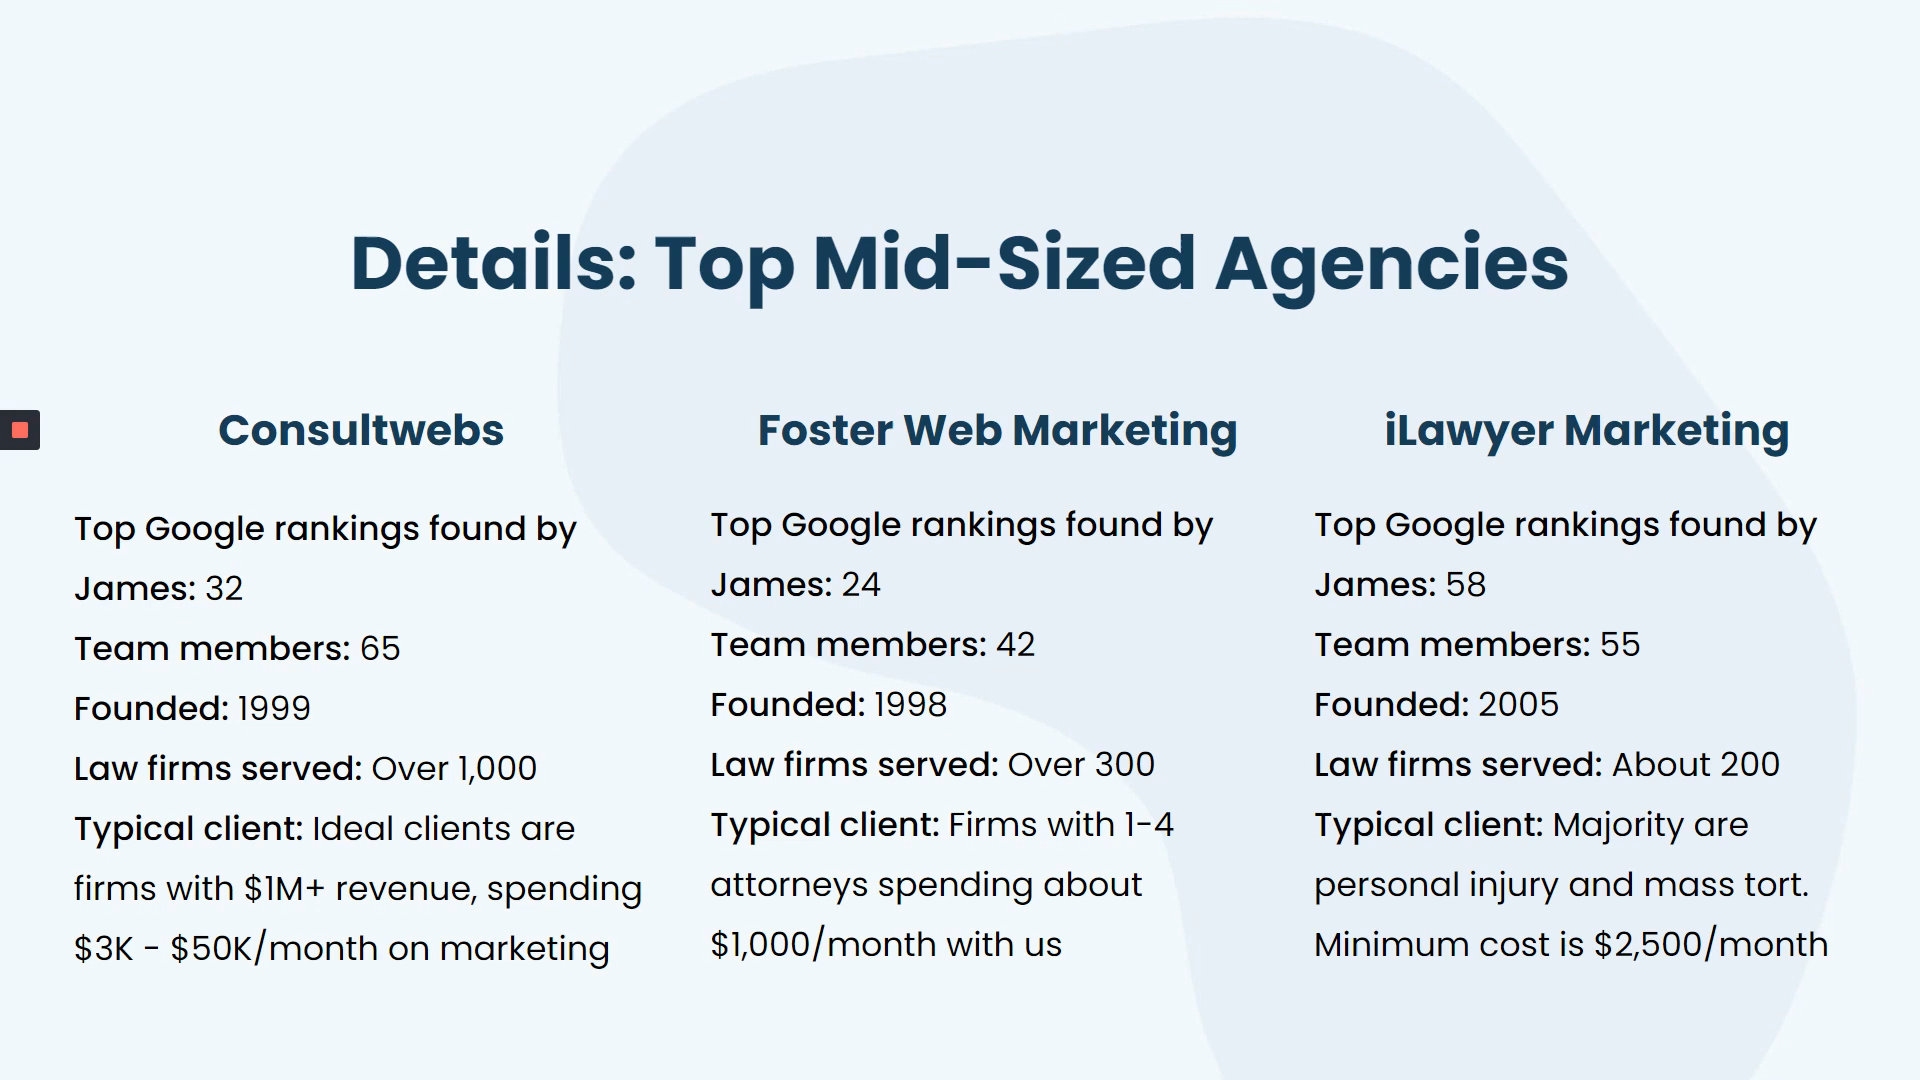 Details: Top Mid-Sized Agencies
Consultwebs
Top Google rankings found by
James: 32
Team members: 65
Founded: 1999
Law firms served: Over 1,000
Typical client: Ideal clients are
firms with $1M+ revenue, spending
$3K - $50K/month on marketing
Foster Web Marketing
Top Google rankings found by
James: 24
Team members: 42
Founded: 1998
Law firms served: Over 300
Typical client: Firms with 1-4
attorneys spending about
$1,000/month with us
iLawyer Marketing
Top Google rankings found by
James: 58
Team members: 55
Founded: 2005
Law firms served: About 200
Typical client: Majority are
personal injury and mass tort.
Minimum cost is $2,500/month